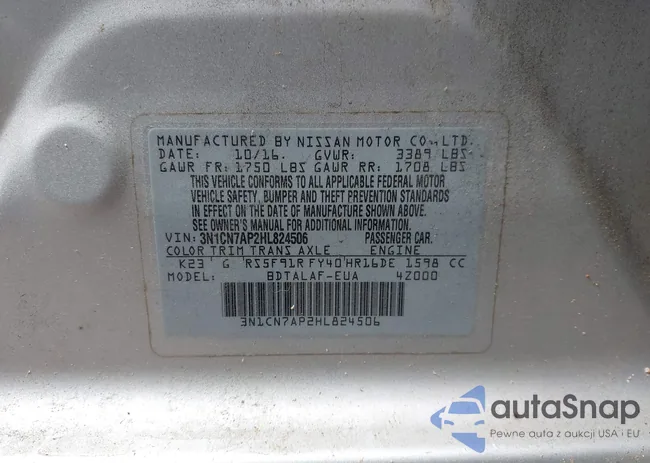 MANUFACTURED BY NISSAN MOTOR CO., LTD.
DATE: 10/16. GVWR: 3389 LBS
GAWR FR: 1750 LBS GAWR RR: 1708 LBS
THIS VEHICLE CONFORMS TO ALL APPLICABLE FEDERAL MOTOR
VEHICLE SAFETY, BUMPER AND THEFT PREVENTION STANDARDS
IN EFFECT ON THE DATE OF MANUFACTURE SHOWN ABOVE.
SEE OWNER'S MANUAL FOR ADDITIONAL INFORMATION.
VIN: 3N1CN7AP2HL824506 PASSENGER CAR.
COLOR TRIM TRANS AXLE ENGINE
K23 G RS5F91R FY40 HR16DE 1598 CC
MODEL: BDTALAF-EUA 4Z000
3N1CN7AP2HL824506
autoSnap
Pewne auta z aukcji USA i EU